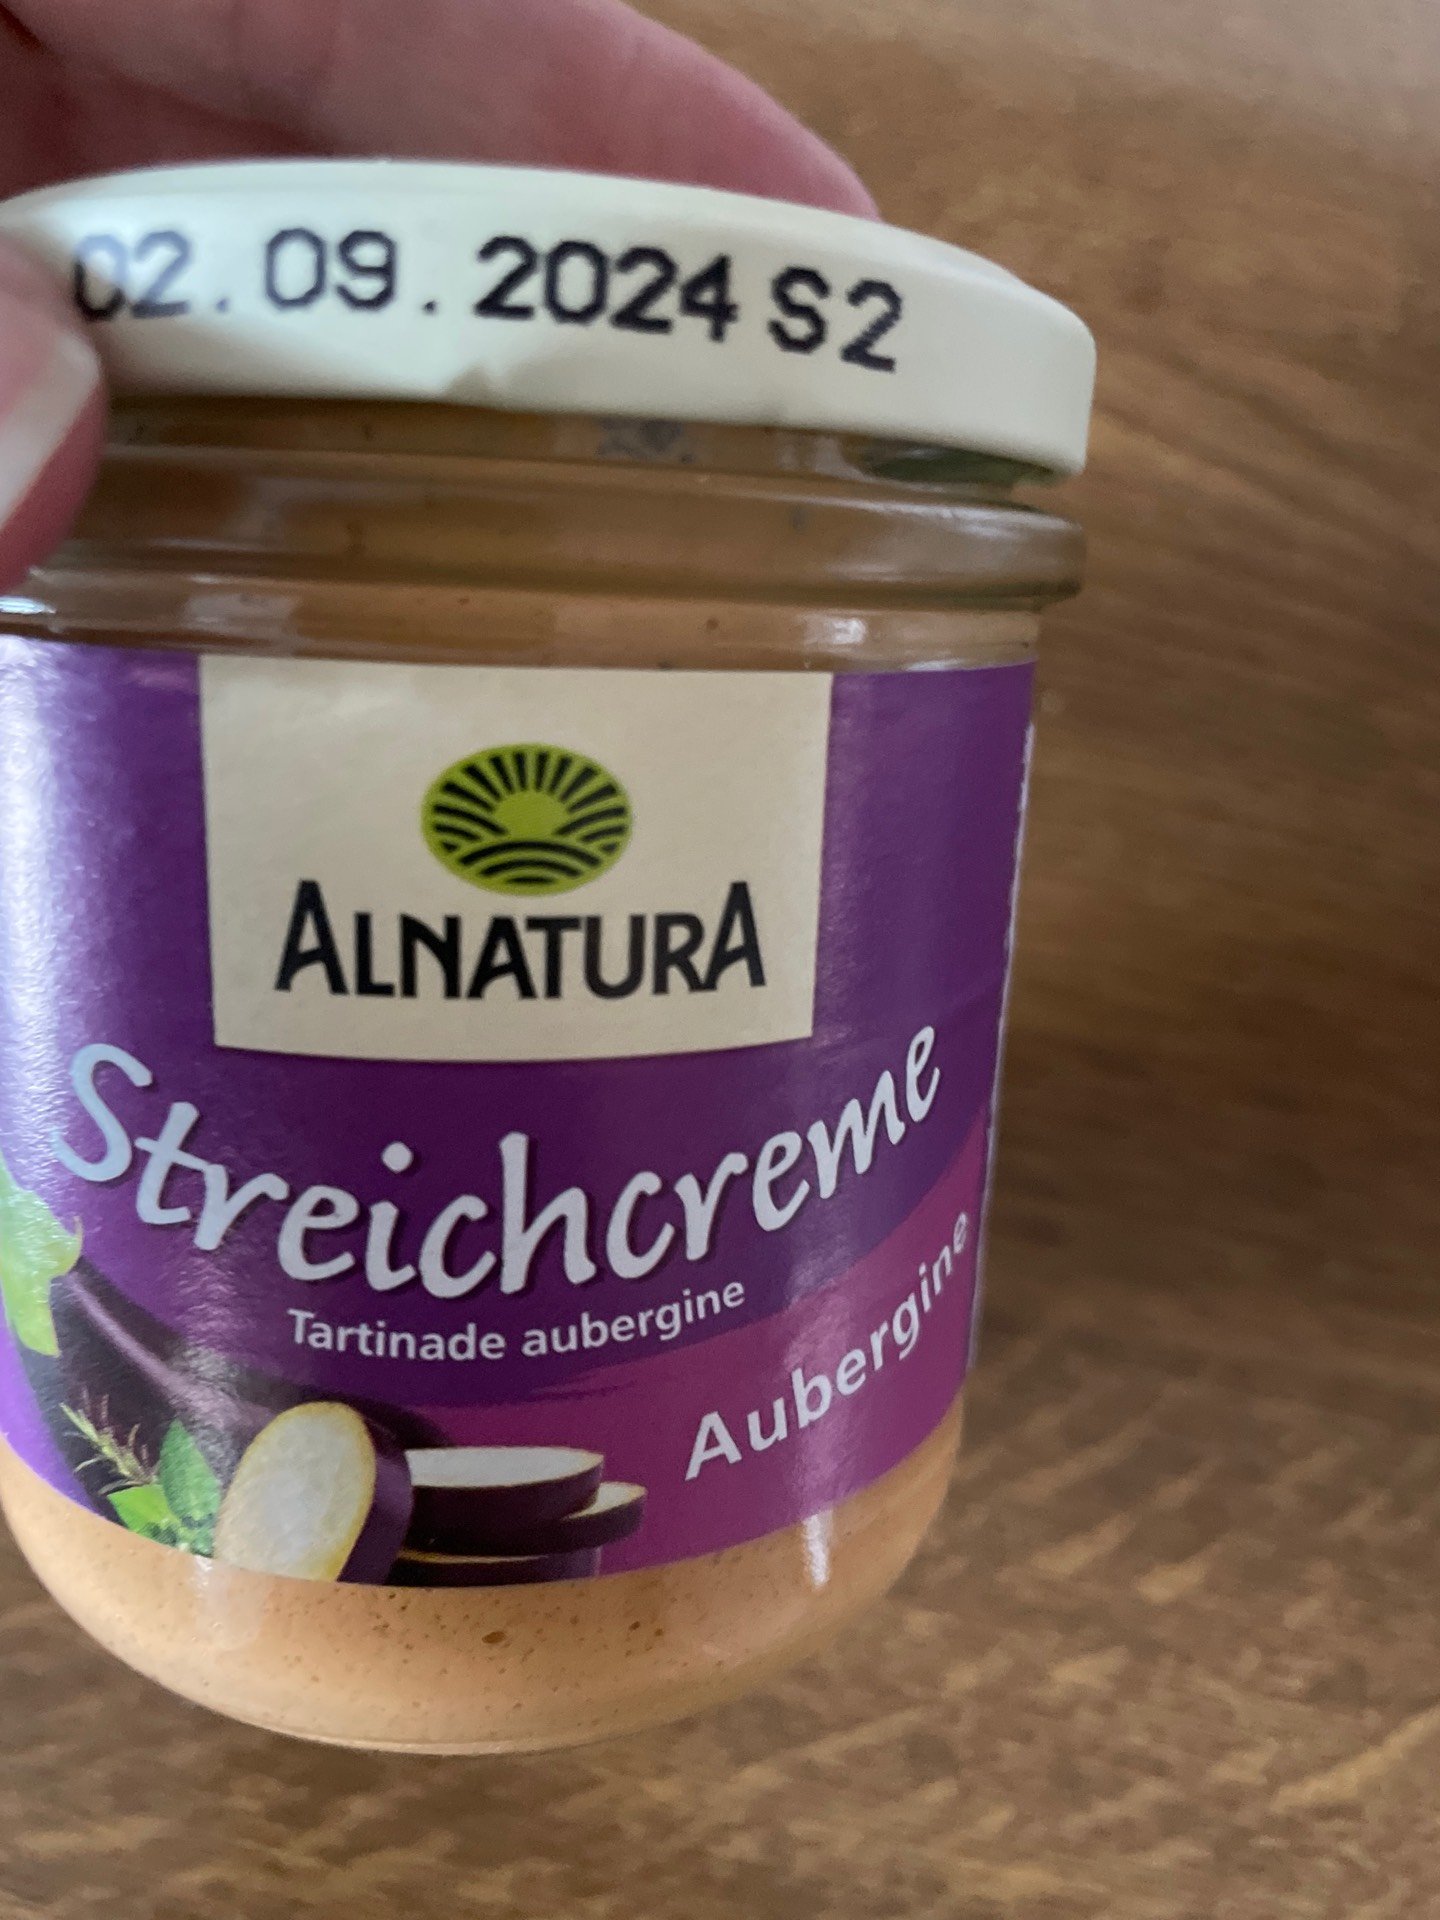 02.09.2024 S2
ALNATURA
Streichcreme
Tartinade aubergine
Aubergine